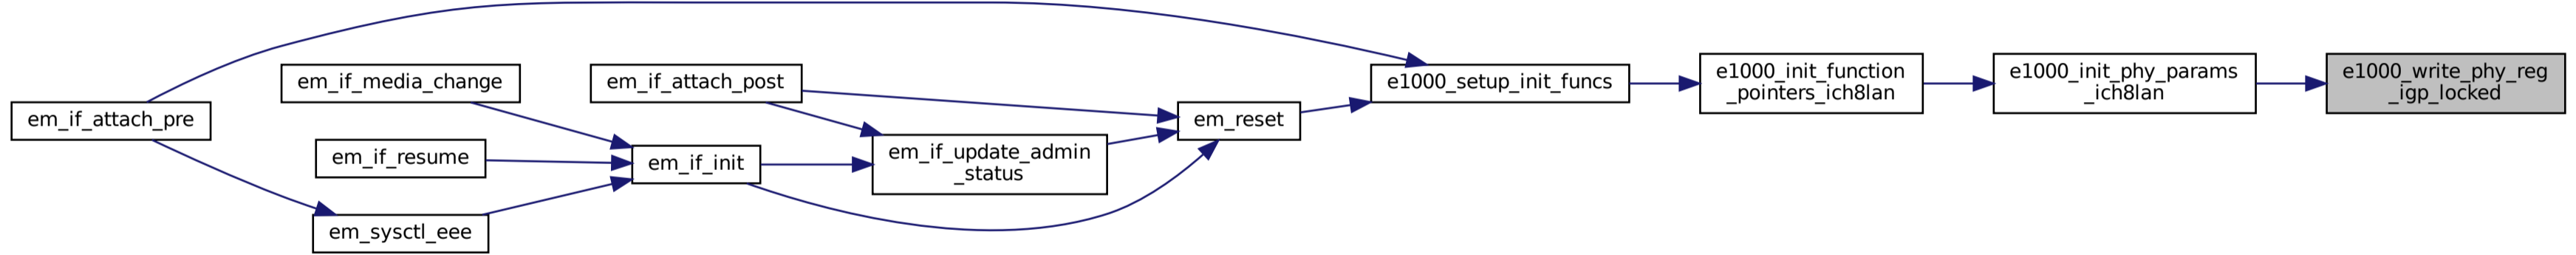 em_if_attach_pre
em_if_media_change
em_if_resume
em_sysctl_eee
em_if_attach_post
em_if_init
em_if_update_admin
_status
em_reset
e1000_setup_init_funcs
e1000_init_function
_pointers_ich8lan
e1000_init_phy_params
_ich8lan
e1000_write_phy_reg
_igp_locked